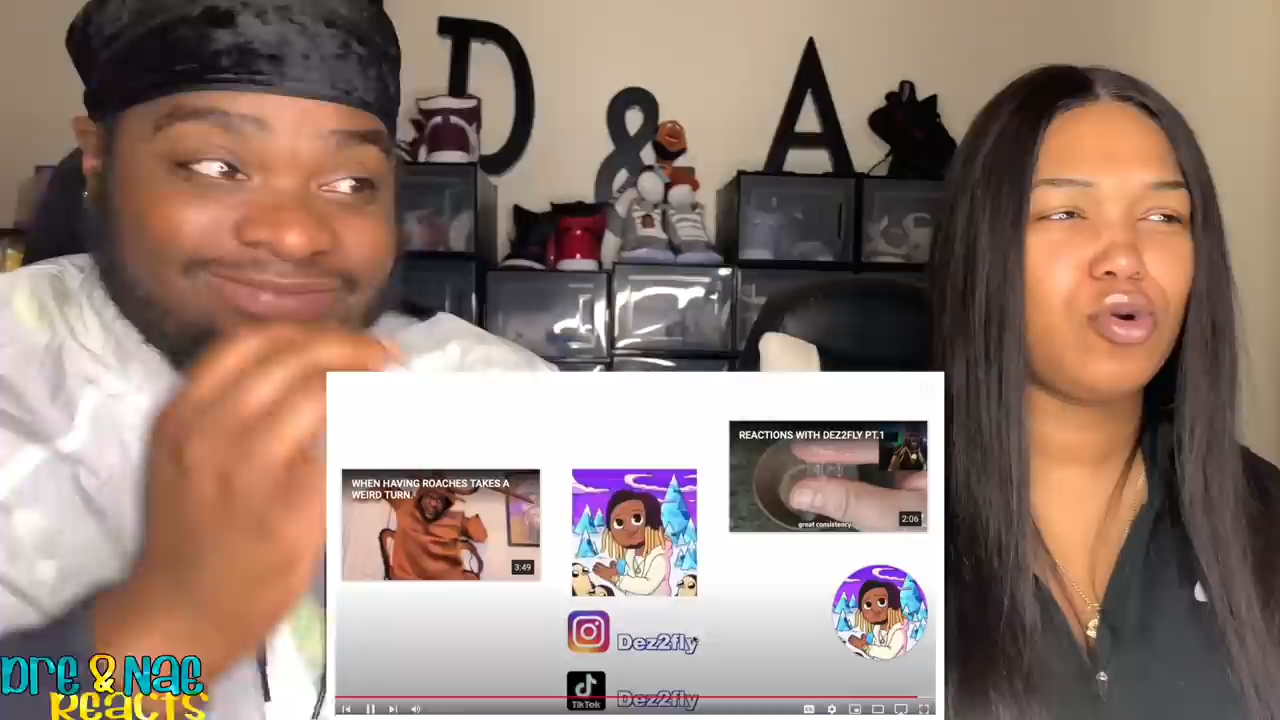 D & A
WHEN HAVING ROACHES TAKES A
WEIRD TURN.
3:49
REACTIONS WITH DEZ2FLY PT.1
great consistency
2:06
Dez2fly
TikTok
Dez2fly
Dre & Nae
Reacts